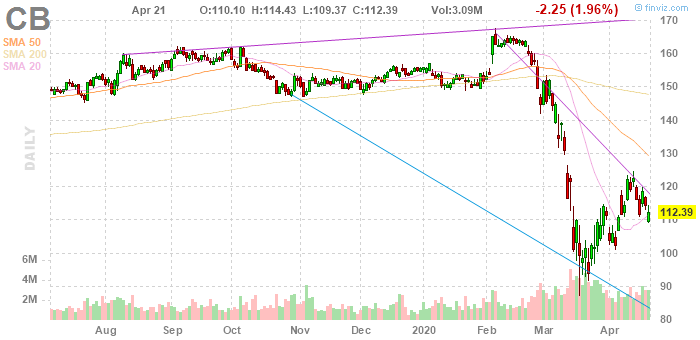 CB Apr 21 O:110.10 H:114.43 L:109.37 C:112.39 Vol:3.09M -2.25 (1.96%) © finviz.com
SMA 50
SMA 200
SMA 20
DAILY
170
160
150
140
130
120
112.39
110
100
90
80
6M
4M
2M
Aug Sep Oct Nov Dec 2020 Feb Mar Apr